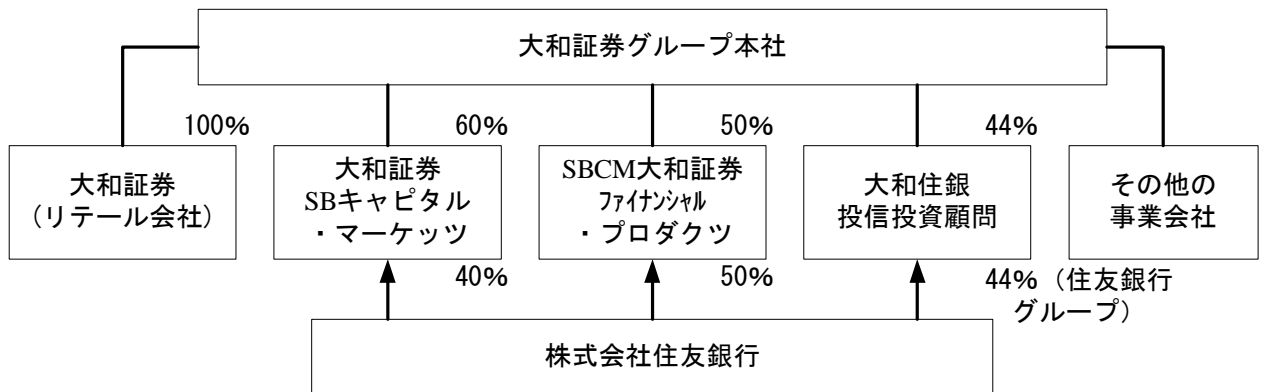 大和証券グループ本社
100%
60%
50%
44%
大和証券
(リテール会社)
大和証券
SBキャピタル
・マーケッツ
SBCM大和証券
ﾌｧｲﾅﾝｼｬﾙ
・プロダクツ
大和住銀
投信投資顧問
その他の
事業会社
40%
50%
44%(住友銀行
グループ)
株式会社住友銀行